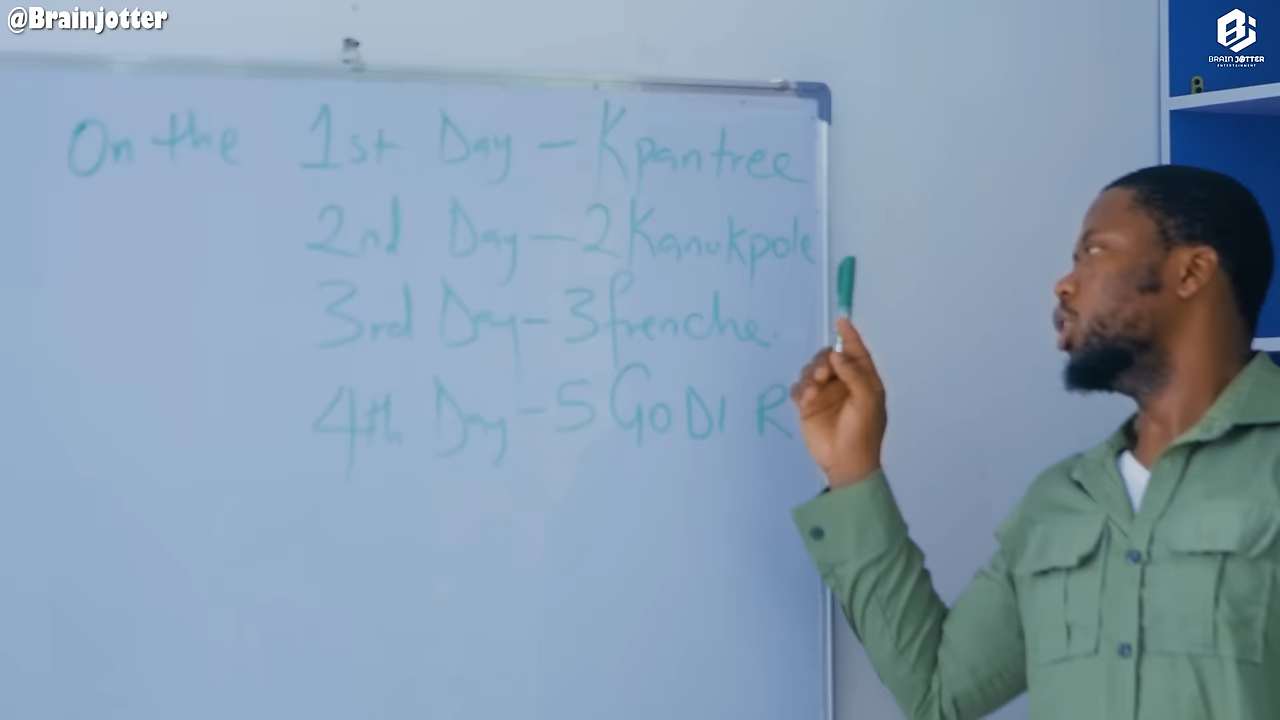 @Brainjotter
BRAIN JOTTER
ENTERTAINMENT
On the 1st Day - Kpantree
2nd Day - 2 Kanukpole
3rd Day - 3 frenche.
4th Day - 5 GODI R